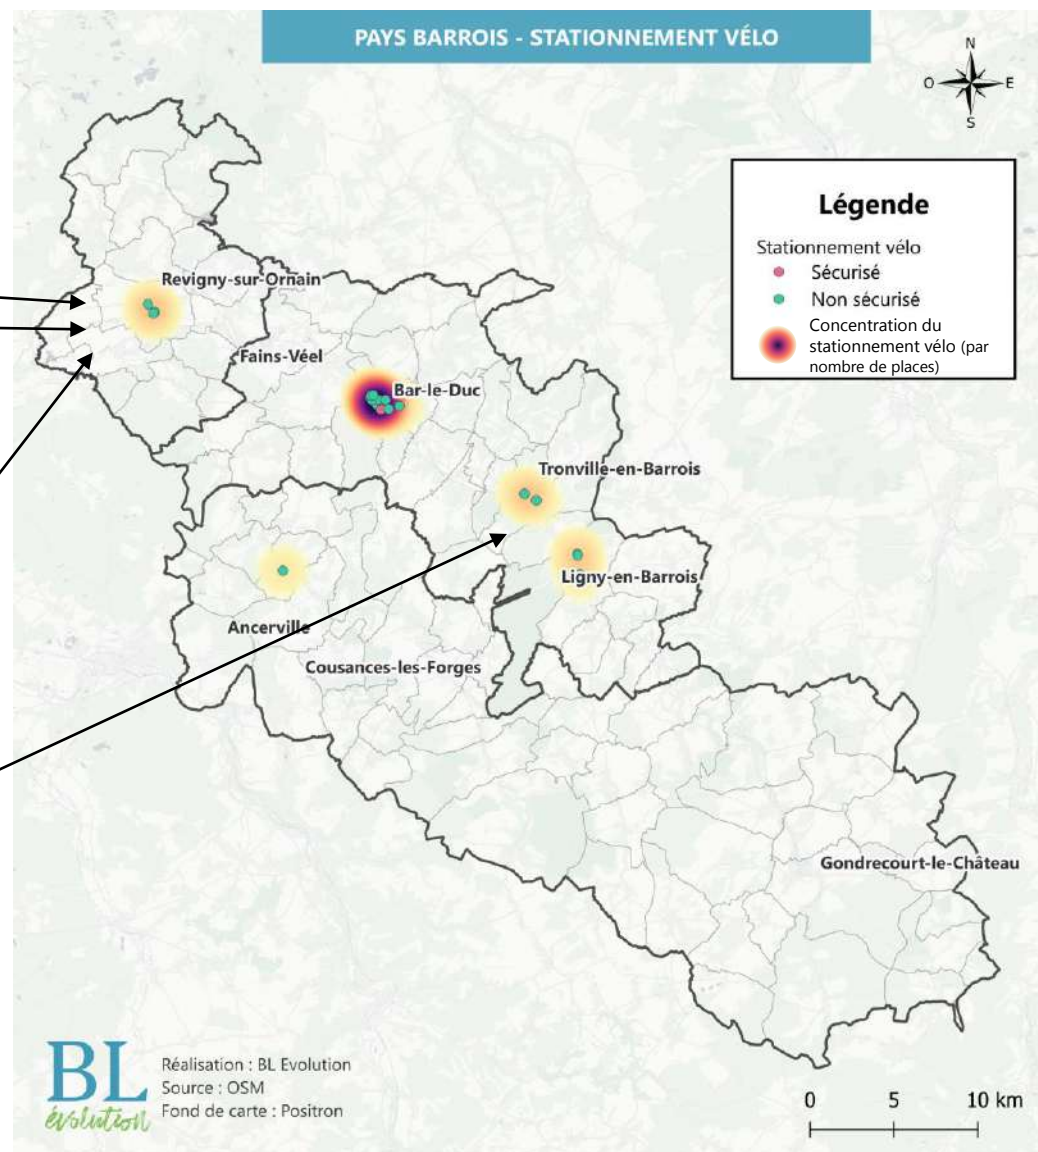 PAYS BARROIS - STATIONNEMENT VÉLO
N
O
E
S
Légende
Stationnement vélo
Sécurisé
Non sécurisé
Concentration du
stationnement vélo (par
nombre de places)
Revigny-sur-Ornain
Fains-Véel
Bar-le-Duc
Tronville-en-Barrois
Ligny-en-Barrois
Ancerville
Cousances-les-Forges
Gondrecourt-le-Château
BL
évolution
Réalisation : BL Evolution
Source : OSM
Fond de carte : Positron
0 5 10 km